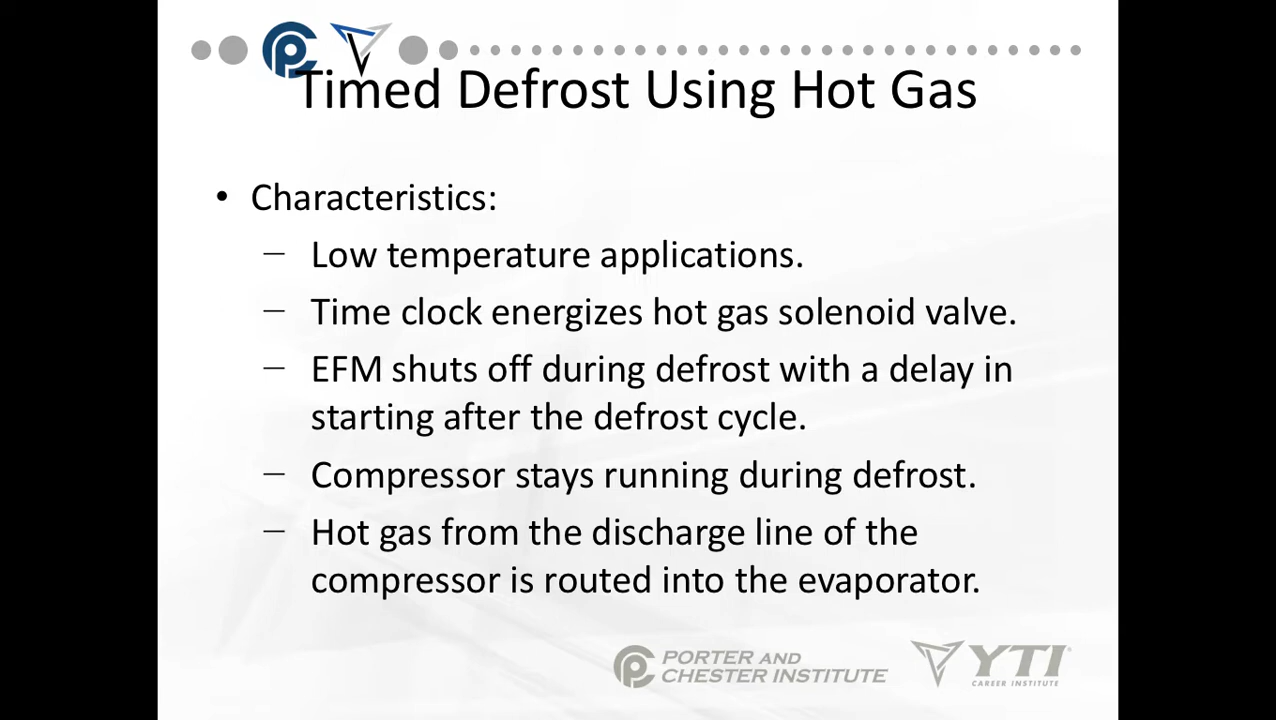 Timed Defrost Using Hot Gas
• Characteristics:
– Low temperature applications.
– Time clock energizes hot gas solenoid valve.
– EFM shuts off during defrost with a delay in
starting after the defrost cycle.
– Compressor stays running during defrost.
– Hot gas from the discharge line of the
compressor is routed into the evaporator.
PORTER AND
CHESTER INSTITUTE
YTI
CAREER INSTITUTE